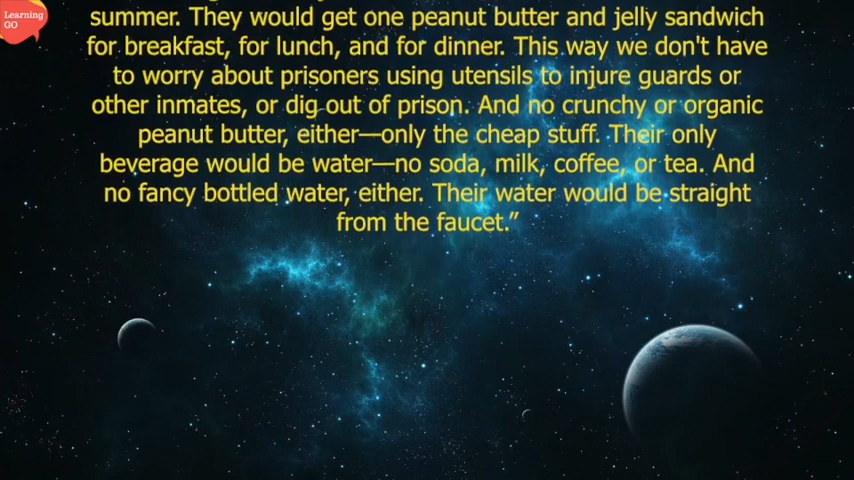 Learning
GO
summer. They would get one peanut butter and jelly sandwich
for breakfast, for lunch, and for dinner. This way we don't have
to worry about prisoners using utensils to injure guards or
other inmates, or dig out of prison. And no crunchy or organic
peanut butter, either—only the cheap stuff. Their only
beverage would be water—no soda, milk, coffee, or tea. And
no fancy bottled water, either. Their water would be straight
from the faucet.”